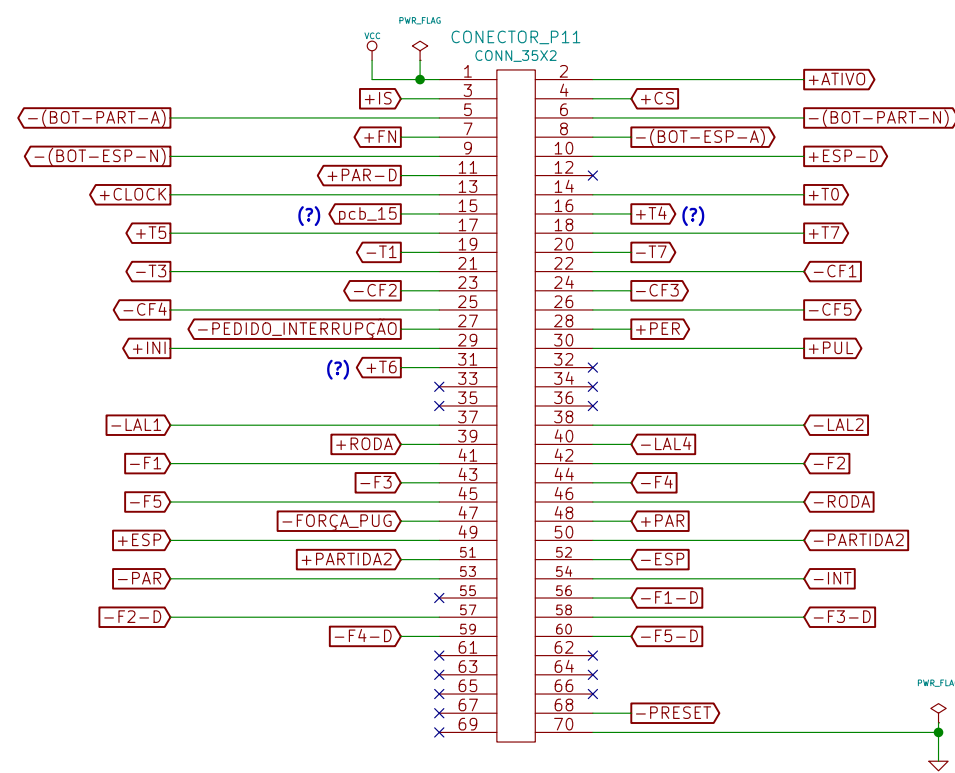 PWR_FLAG
VCC
CONECTOR_P11
CONN_35X2
1 2 +ATIVO
+IS 3 4 +CS
-(BOT-PART-A) 5 6 -(BOT-PART-N)
+FN 7 8 -(BOT-ESP-A)
-(BOT-ESP-N) 9 10 +ESP-D
+PAR-D 11 12
+CLOCK 13 14 +T0
(?) pcb_15 15 16 +T4 (?)
+T5 17 18 +T7
-T1 19 20 -T7
-T3 21 22 -CF1
-CF2 23 24 -CF3
-CF4 25 26 -CF5
-PEDIDO_INTERRUPÇÃO 27 28 +PER
+INI 29 30 +PUL
(?) +T6 31 32
33 34
35 36
-LAL1 37 38 -LAL2
+RODA 39 40 -LAL4
-F1 41 42 -F2
-F3 43 44 -F4
-F5 45 46 -RODA
-FORÇA_PUG 47 48 +PAR
+ESP 49 50 -PARTIDA2
+PARTIDA2 51 52 -ESP
-PAR 53 54 -INT
55 56 -F1-D
-F2-D 57 58 -F3-D
-F4-D 59 60 -F5-D
61 62
63 64
65 66
PWR_FLA
67 68 -PRESET
69 70